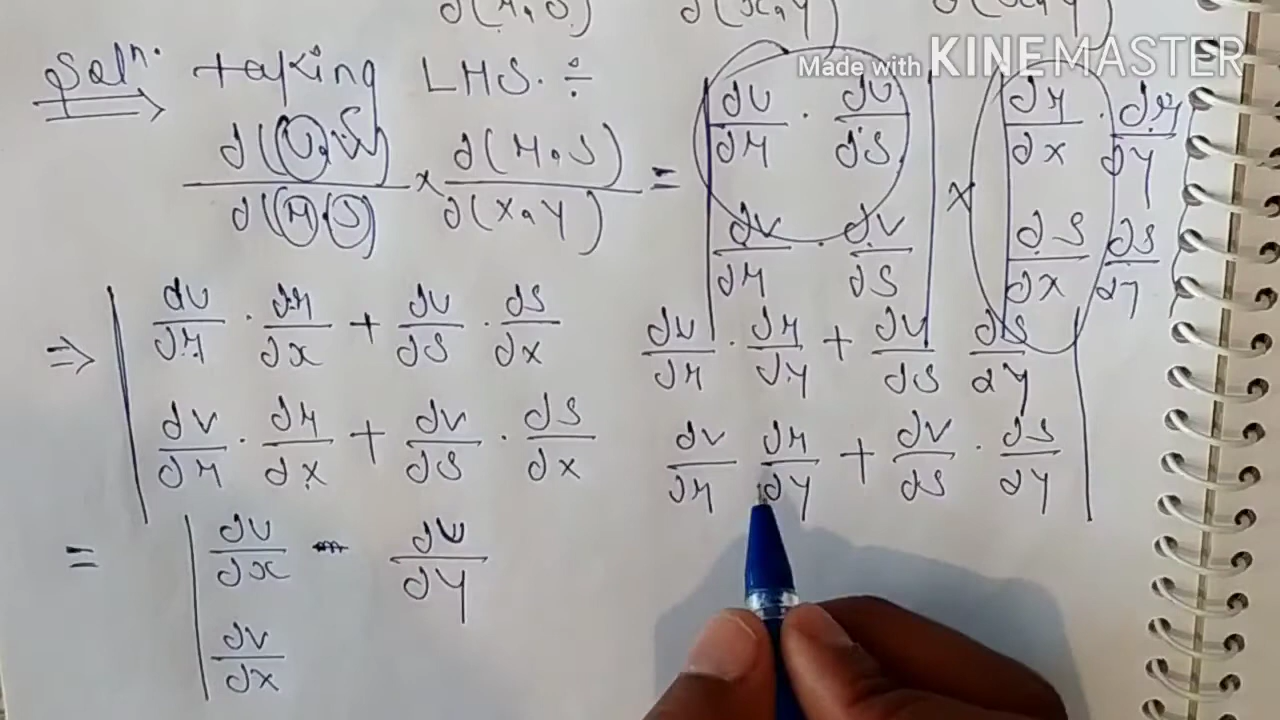 ∂(r,s) ∂(x,y) ∂(x,y)
Made with KINEMASTER
Soln. taking LHS. ÷
∂(U,V)/∂(r,s) × ∂(r,s)/∂(x,y) = | ∂U/∂r · ∂U/∂s | × | ∂r/∂x · ∂r/∂y |
| ∂V/∂r · ∂V/∂s | | ∂s/∂x ∂s/∂y |
⇒ | ∂U/∂r · ∂r/∂x + ∂U/∂s · ∂s/∂x ∂U/∂r · ∂r/∂y + ∂U/∂s ∂s/∂y |
| ∂V/∂r · ∂r/∂x + ∂V/∂s · ∂s/∂x ∂V/∂r ∂r/∂y + ∂V/∂s · ∂s/∂y |
= | ∂U/∂x ∂U/∂y
| ∂V/∂x